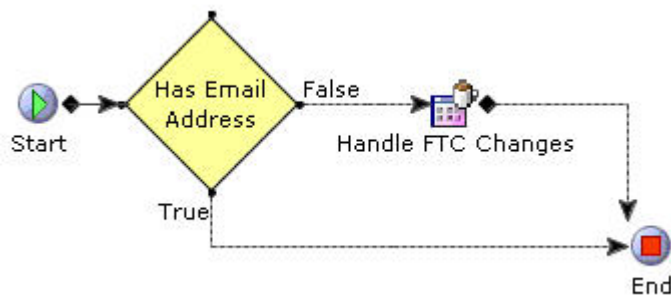 Has Email
Address
False
Start
Handle FTC Changes
True
End